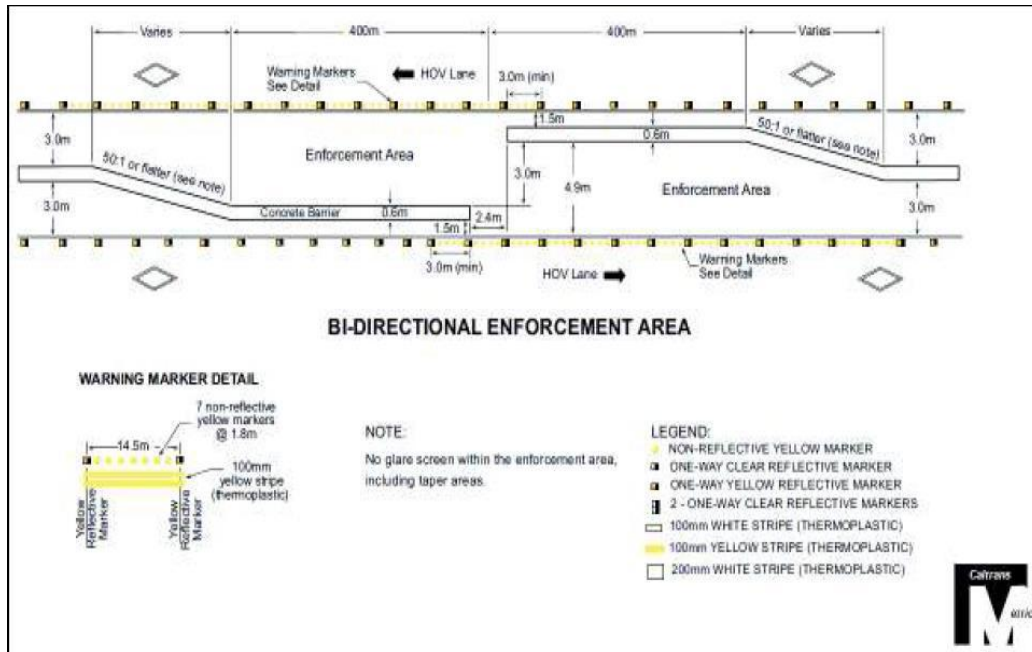 Varies
400m
400m
Varies
Warning Markers
See Detail
HOV Lane
3.0m (min)
1.5m
3.0m
50:1 or flatter (see note)
Enforcement Area
0.6m
50:1 or flatter (see note)
3.0m
3.0m
4.9m
Enforcement Area
3.0m
Concrete Barrier
0.6m
2.4m
1.5m
3.0m
3.0m (min)
HOV Lane
Warning Markers
See Detail
BI-DIRECTIONAL ENFORCEMENT AREA
WARNING MARKER DETAIL
7 non-reflective
yellow markers
@ 1.8m
14.5m
100mm
yellow stripe
(thermoplastic)
Yellow
Reflective
Marker
Yellow
Reflective
Marker
NOTE:
No glare screen within the enforcement area,
including taper areas.
LEGEND:
NON-REFLECTIVE YELLOW MARKER
ONE-WAY CLEAR REFLECTIVE MARKER
ONE-WAY YELLOW REFLECTIVE MARKER
2 - ONE-WAY CLEAR REFLECTIVE MARKERS
100mm WHITE STRIPE (THERMOPLASTIC)
100mm YELLOW STRIPE (THERMOPLASTIC)
200mm WHITE STRIPE (THERMOPLASTIC)
Caltrans